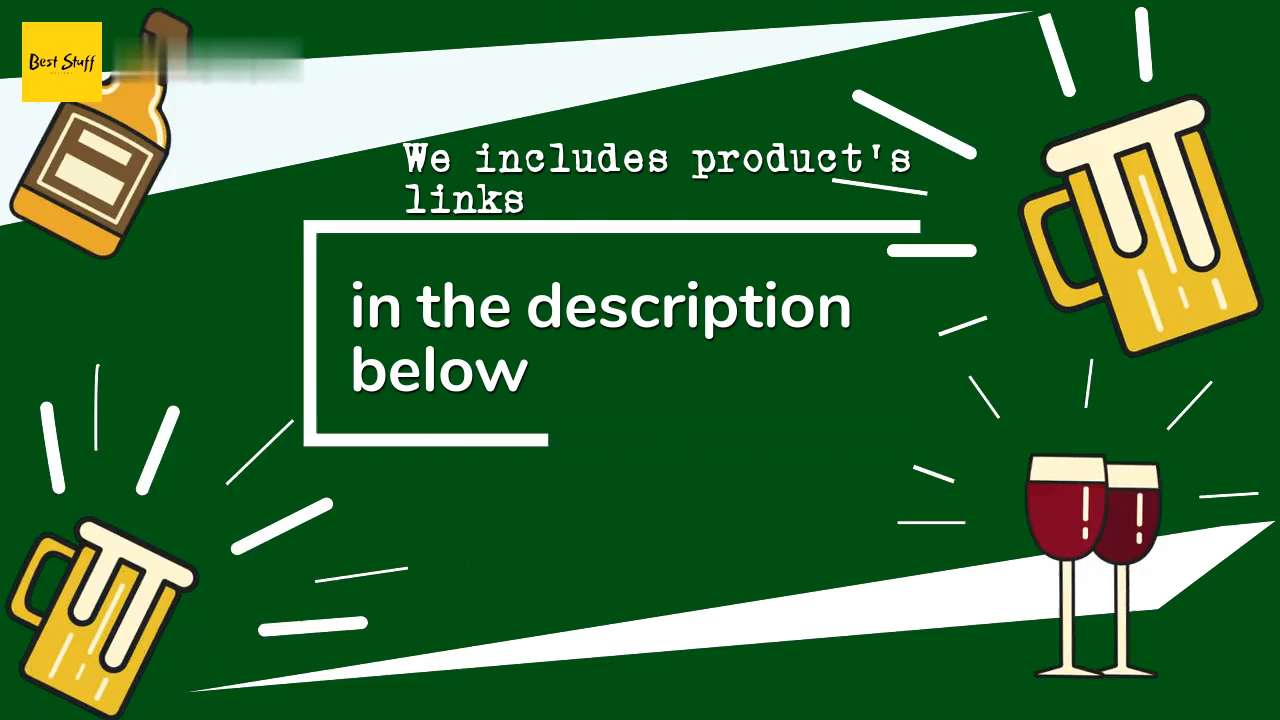 Best Stuff
We includes product's
links
in the description
below